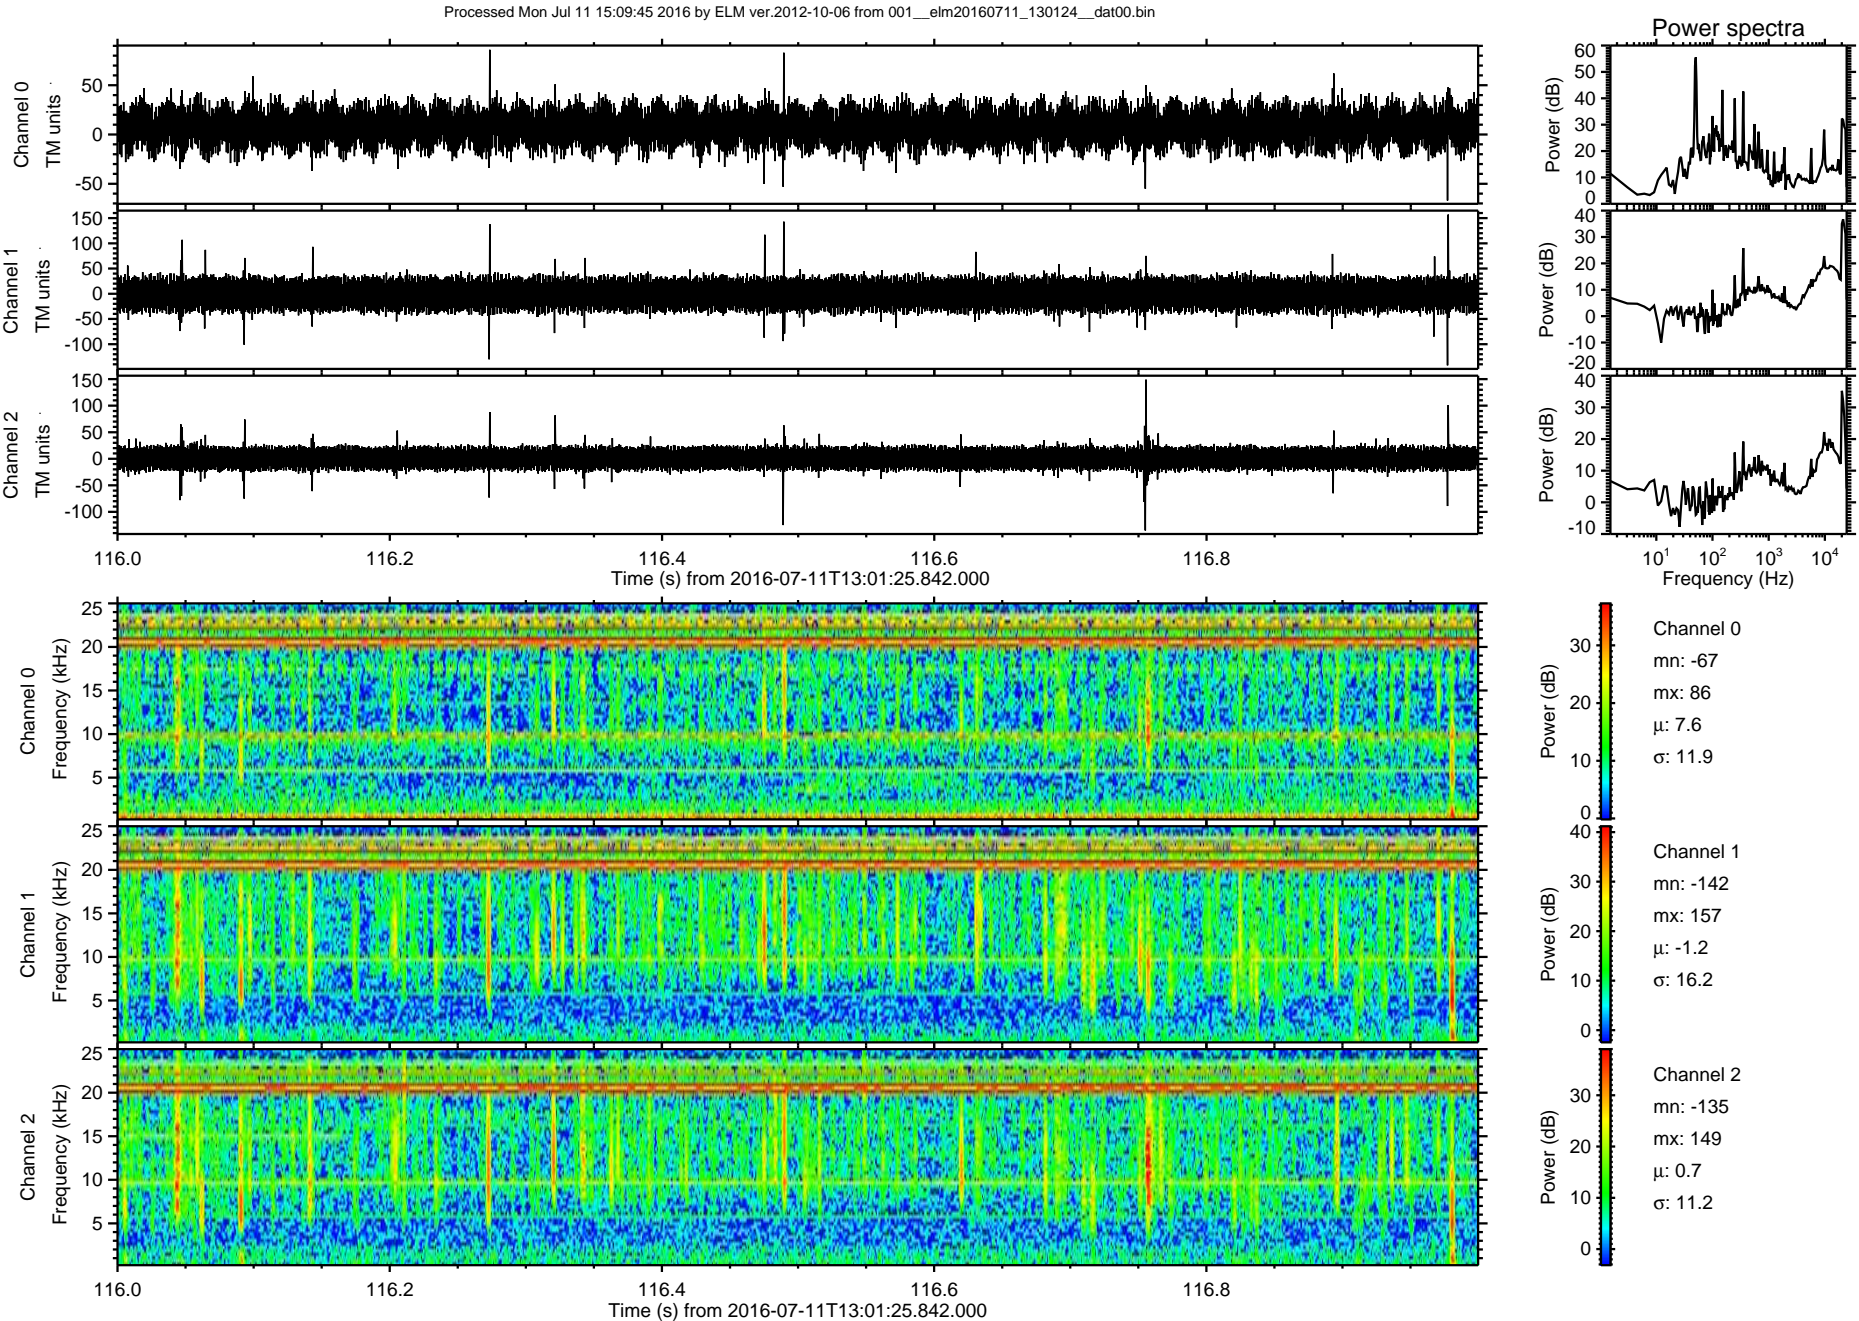 Processed Mon Jul 11 15:09:45 2016 by ELM ver.2012-10-06 from 001__elm20160711_130124__dat00.bin
Power spectra
Channel 0
TM units
50
0
-50
Power (dB)
60
50
40
30
20
10
0
Channel 1
TM units
150
100
50
0
-50
-100
Power (dB)
40
30
20
10
0
-10
-20
Channel 2
TM units
150
100
50
0
-50
-100
Power (dB)
40
30
20
10
0
-10
116.0 116.2 116.4 116.6 116.8
Time (s) from 2016-07-11T13:01:25.842.000
10^1 10^2 10^3 10^4
Frequency (Hz)
Channel 0
Frequency (kHz)
25
20
15
10
5
Power (dB)
30
20
10
0
Channel 0
mn: -67
mx: 86
µ: 7.6
σ: 11.9
Channel 1
Frequency (kHz)
25
20
15
10
5
Power (dB)
40
30
20
10
0
Channel 1
mn: -142
mx: 157
µ: -1.2
σ: 16.2
Channel 2
Frequency (kHz)
25
20
15
10
5
Power (dB)
30
20
10
0
Channel 2
mn: -135
mx: 149
µ: 0.7
σ: 11.2
116.0 116.2 116.4 116.6 116.8
Time (s) from 2016-07-11T13:01:25.842.000